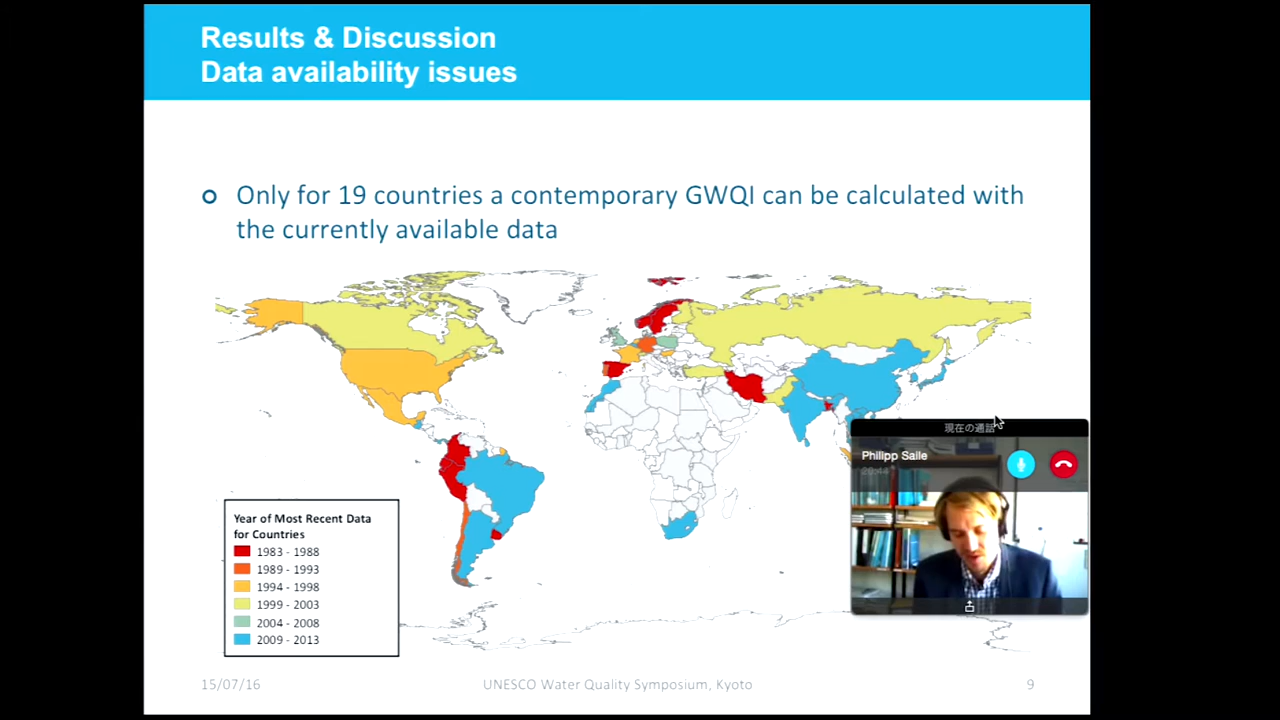 Results & Discussion
Data availability issues
Only for 19 countries a contemporary GWQI can be calculated with
the currently available data
現在の通話
Philipp Saile
Year of Most Recent Data
for Countries
1983 - 1988
1989 - 1993
1994 - 1998
1999 - 2003
2004 - 2008
2009 - 2013
15/07/16
UNESCO Water Quality Symposium, Kyoto
9